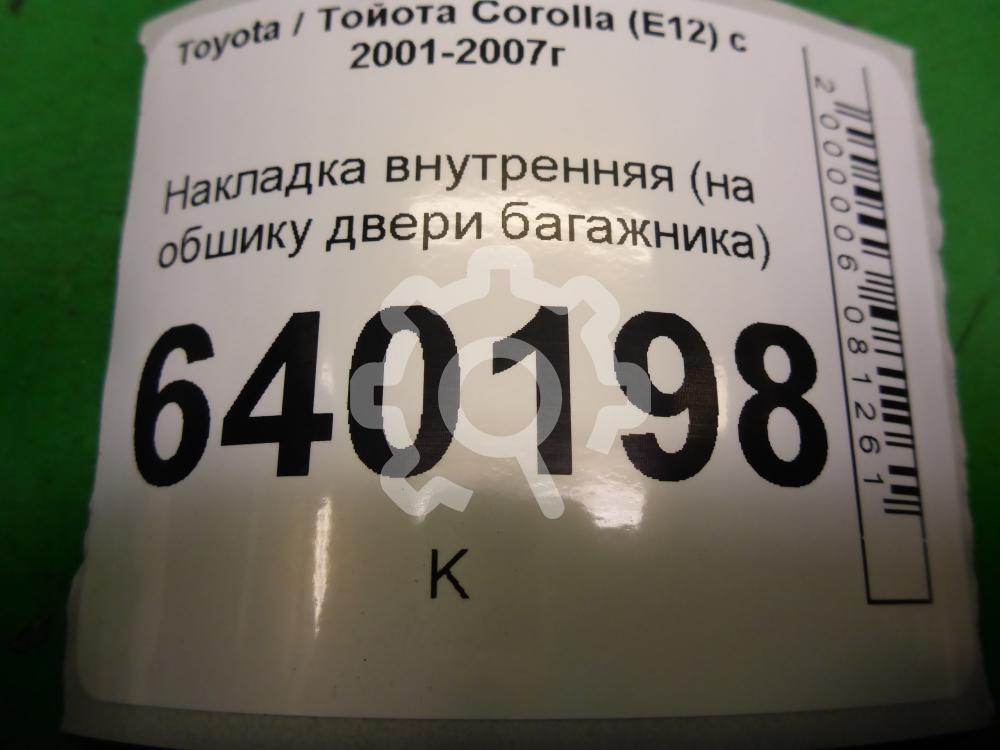 Toyota / Тойота Corolla (E12) с
2001-2007г
Накладка внутренняя (на
обшику двери багажника)
640198
К
2000006081261